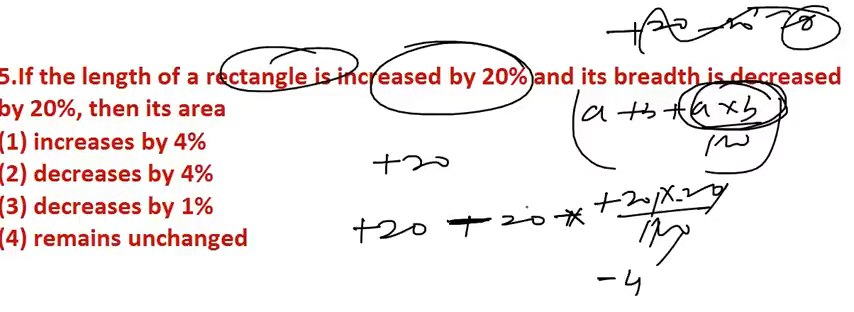 +20 -20
5.If the length of a rectangle is increased by 20% and its breadth is decreased
by 20%, then its area
a + b + a × b
100
(1) increases by 4%
+20
(2) decreases by 4%
+20 - 20
+20 × -20
100
(3) decreases by 1%
(4) remains unchanged
-4